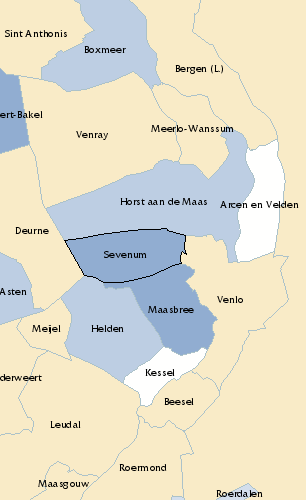 Sint Anthonis
Boxmeer
Bergen (L.)
ert-Bakel
Venray
Meerlo-Wanssum
Horst aan de Maas
Arcen en Velden
Deurne
Sevenum
Asten
Maasbree
Venlo
Meijel
Helden
Kessel
derweert
Beesel
Leudal
Roermond
Maasgouw
Roerdalen